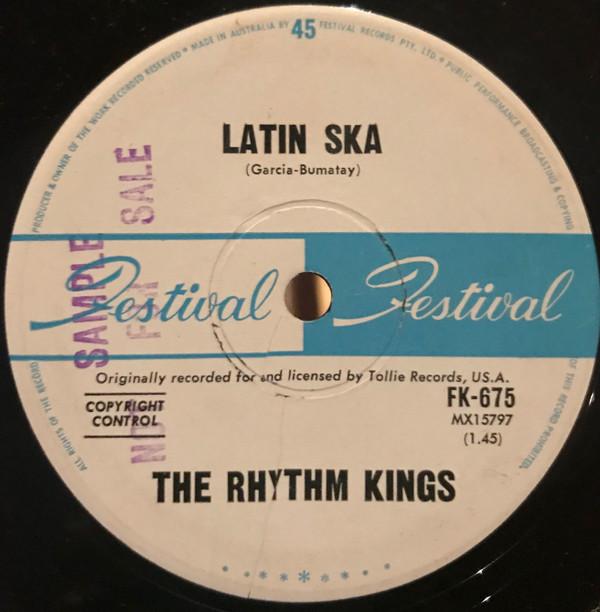 PRODUCER & OWNER OF THE WORK RECORDED RESERVED * MADE IN AUSTRALIA BY 45 FESTIVAL RECORDS PTY. LTD. * PUBLIC PERFORMANCE BROADCASTING & COPYING
LATIN SKA
(Garcia-Bumatay)
SAMPLE
NOT FOR SALE
Festival Festival
Originally recorded for and licensed by Tollie Records, U.S.A.
COPYRIGHT
CONTROL
FK-675
MX15797
(1.45)
THE RHYTHM KINGS
ALL RIGHTS OF THE RECORD
OF THIS RECORD PROHIBITED.